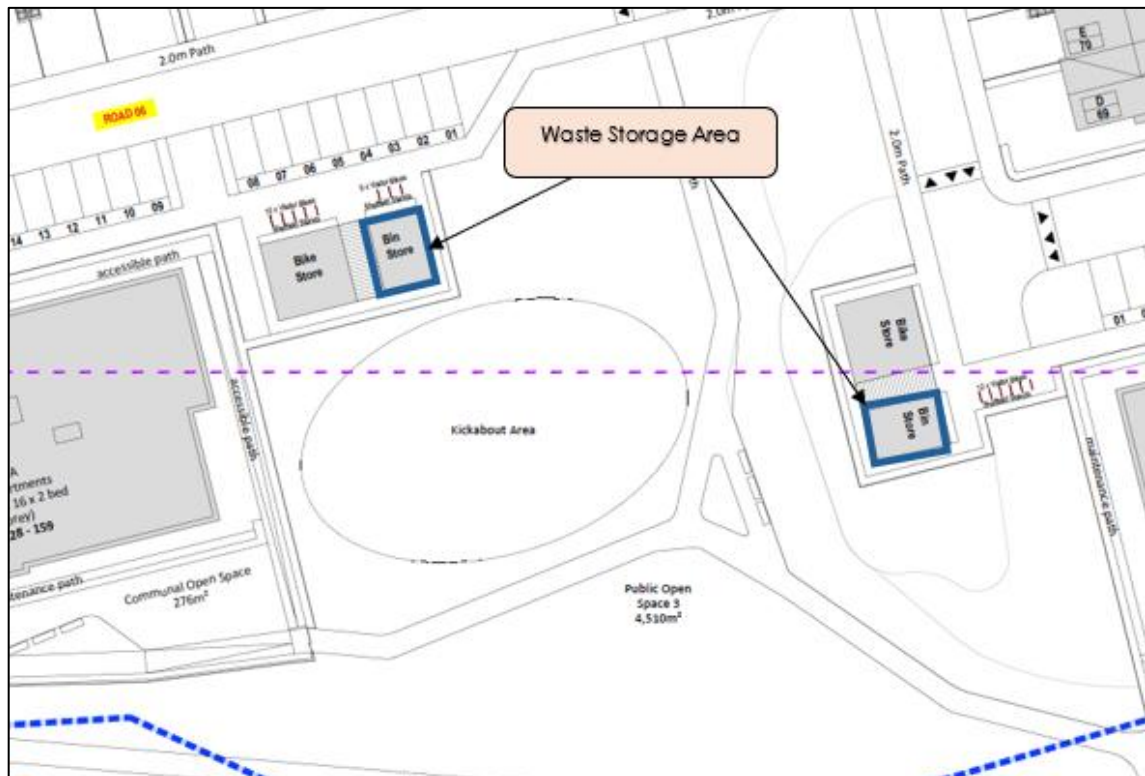 2.0m Path
2.0m Path
ROAD 06
E
70
D
69
Waste Storage Area
08 07 06 05 04 03 02 01
14 13 12 11 10 09
2.0m Path
Path
Bin
Store
Bike
Store
accessible path
accessible path
Bike
Store
Bin
Store
01
Kickabout Area
maintenance path
A
16 x 2 bed
28 - 159
Communal Open Space
276m²
Public Open
Space 3
4,510m²